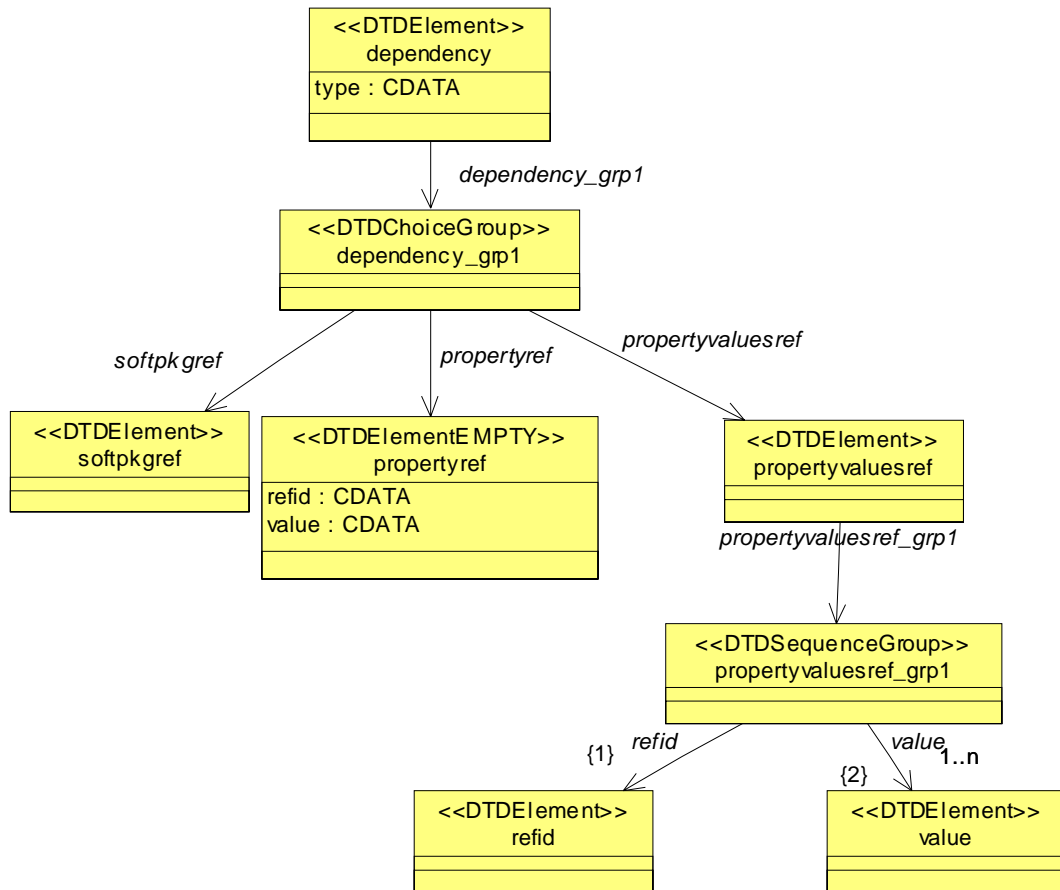 <<DTDElement>>
dependency
type : CDATA
dependency_grp1
<<DTDChoiceGroup>>
dependency_grp1
softpkgref
propertyref
propertyvaluesref
<<DTDElement>>
softpkgref
<<DTDElementEMPTY>>
propertyref
refid : CDATA
value : CDATA
<<DTDElement>>
propertyvaluesref
propertyvaluesref_grp1
<<DTDSequenceGroup>>
propertyvaluesref_grp1
{1}
refid
value
1..n
{2}
<<DTDElement>>
refid
<<DTDElement>>
value